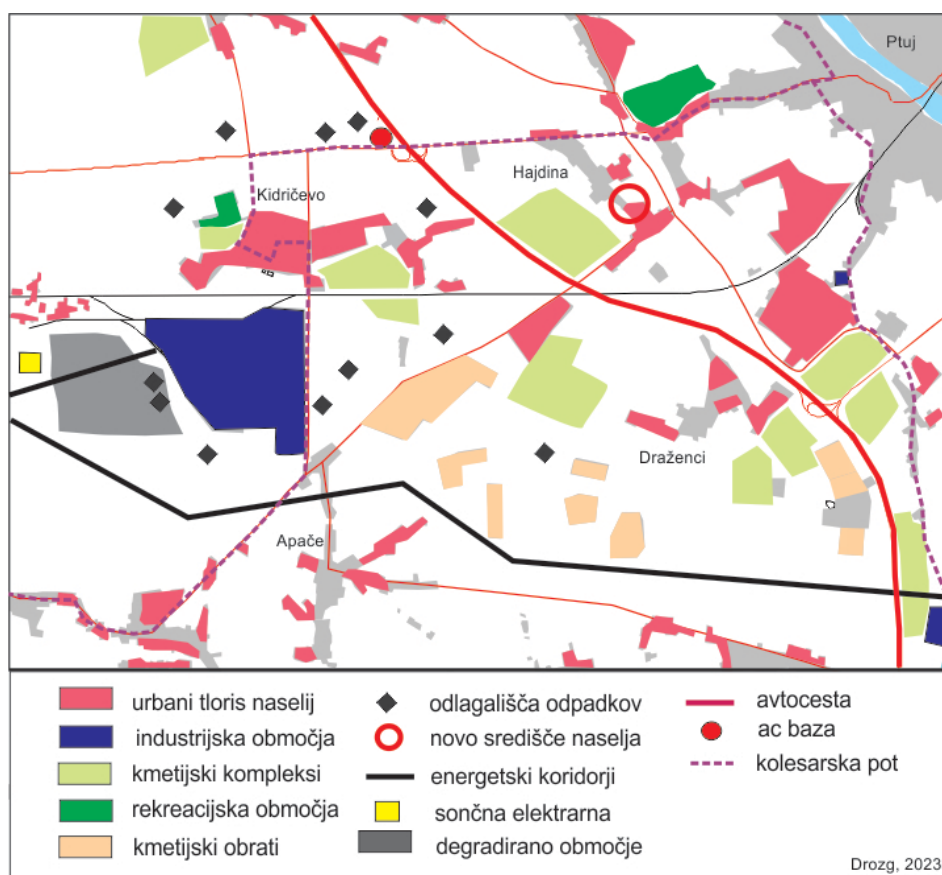 Ptuj
Hajdina
Kidričevo
Draženci
Apače
urbani tloris naselij
industrijska območja
kmetijski kompleksi
rekreacijska območja
kmetijski obrati
odlagališča odpadkov
novo središče naselja
energetski koridorji
sončna elektrarna
degradirano območje
avtocesta
ac baza
kolesarska pot
Drozg, 2023